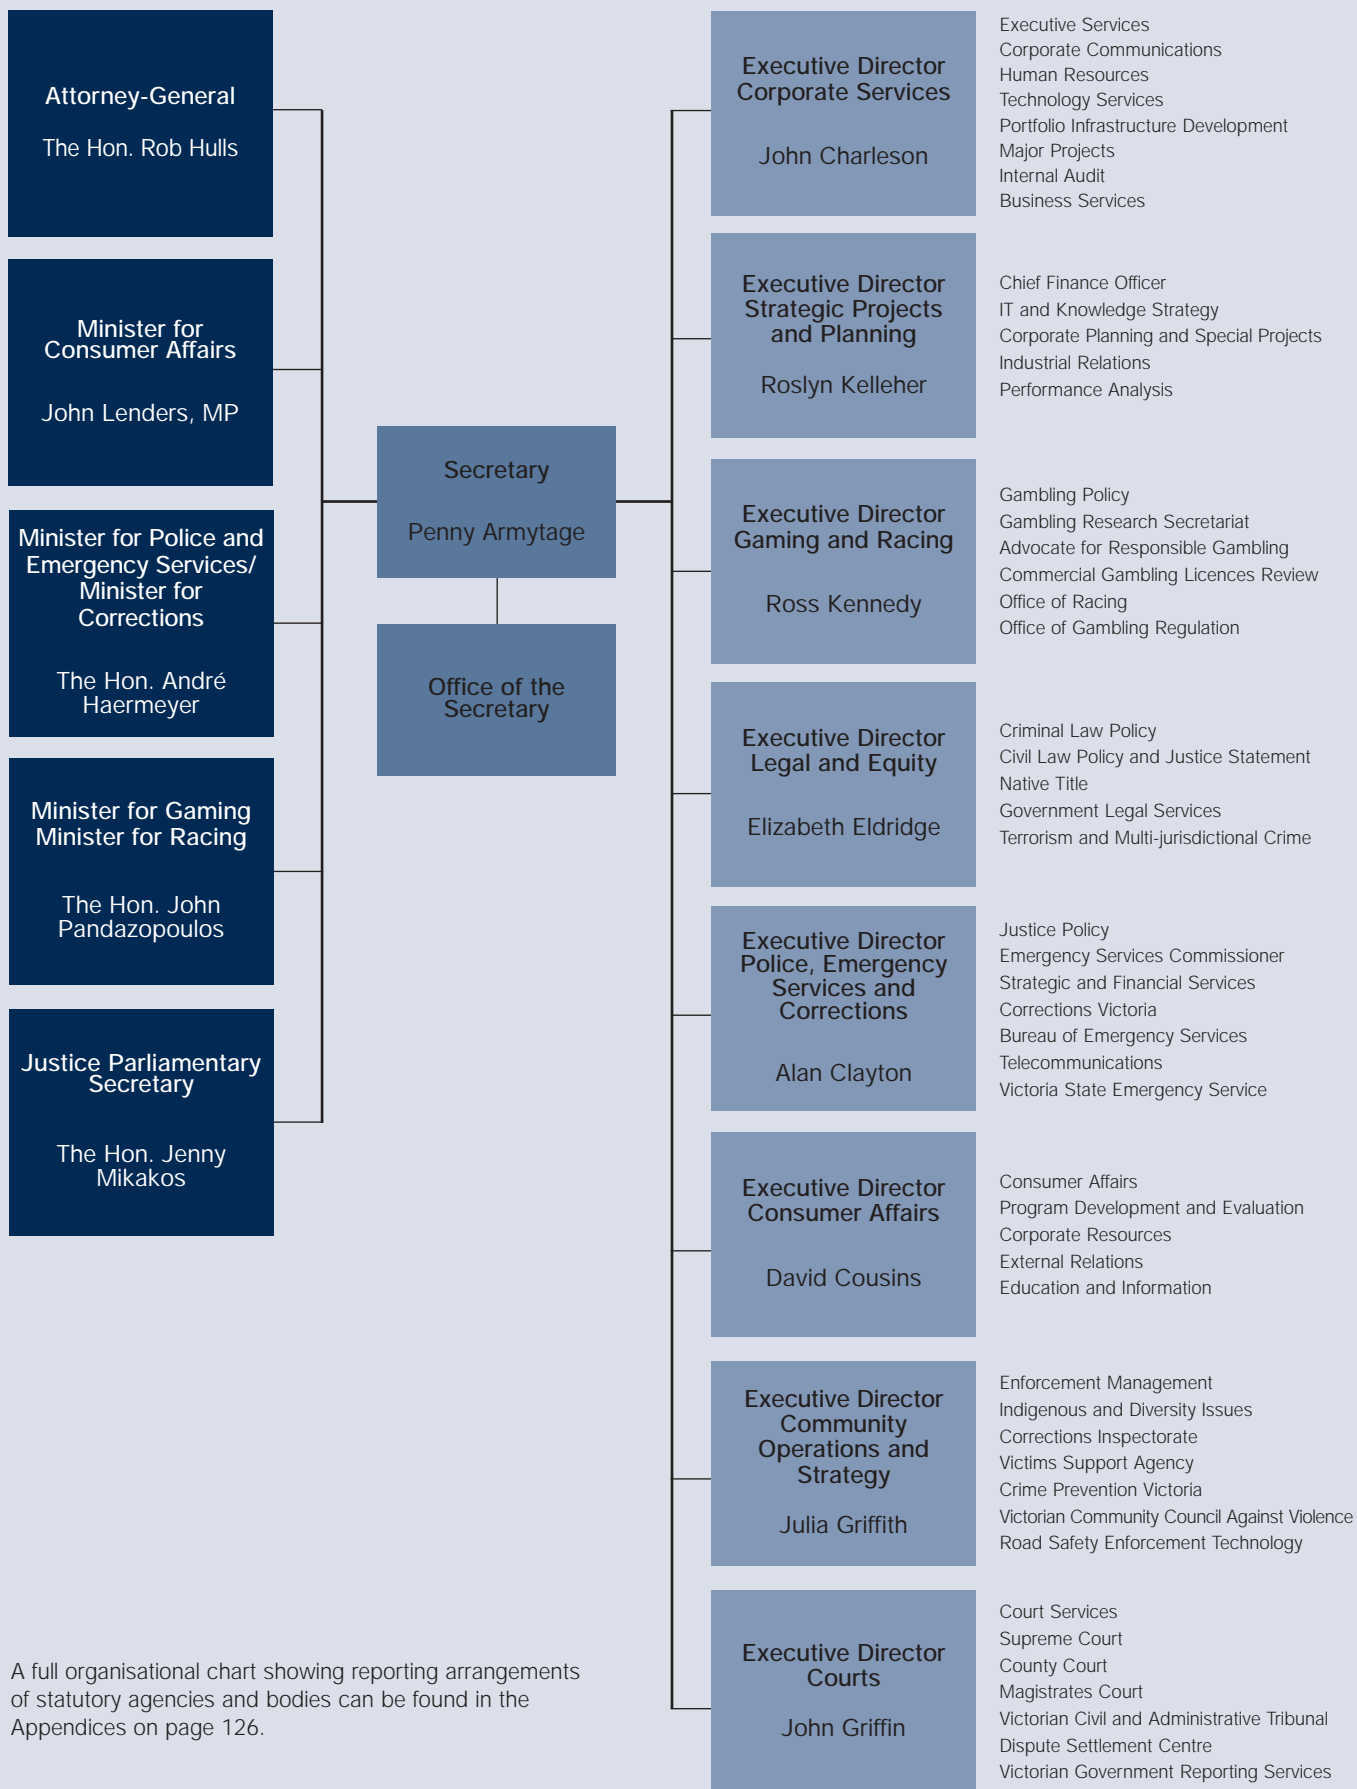 Attorney-General
The Hon. Rob Hulls
Minister for
Consumer Affairs
John Lenders, MP
Minister for Police and
Emergency Services/
Minister for
Corrections
The Hon. André
Haermeyer
Minister for Gaming
Minister for Racing
The Hon. John
Pandazopoulos
Justice Parliamentary
Secretary
The Hon. Jenny
Mikakos
Secretary
Penny Armytage
Office of the
Secretary
Executive Director
Corporate Services
John Charleson
Executive Services
Corporate Communications
Human Resources
Technology Services
Portfolio Infrastructure Development
Major Projects
Internal Audit
Business Services
Executive Director
Strategic Projects
and Planning
Roslyn Kelleher
Chief Finance Officer
IT and Knowledge Strategy
Corporate Planning and Special Projects
Industrial Relations
Performance Analysis
Executive Director
Gaming and Racing
Ross Kennedy
Gambling Policy
Gambling Research Secretariat
Advocate for Responsible Gambling
Commercial Gambling Licences Review
Office of Racing
Office of Gambling Regulation
Executive Director
Legal and Equity
Elizabeth Eldridge
Criminal Law Policy
Civil Law Policy and Justice Statement
Native Title
Government Legal Services
Terrorism and Multi-jurisdictional Crime
Executive Director
Police, Emergency
Services and
Corrections
Alan Clayton
Justice Policy
Emergency Services Commissioner
Strategic and Financial Services
Corrections Victoria
Bureau of Emergency Services
Telecommunications
Victoria State Emergency Service
Executive Director
Consumer Affairs
David Cousins
Consumer Affairs
Program Development and Evaluation
Corporate Resources
External Relations
Education and Information
Executive Director
Community
Operations and
Strategy
Julia Griffith
Enforcement Management
Indigenous and Diversity Issues
Corrections Inspectorate
Victims Support Agency
Crime Prevention Victoria
Victorian Community Council Against Violence
Road Safety Enforcement Technology
Executive Director
Courts
John Griffin
Court Services
Supreme Court
County Court
Magistrates Court
Victorian Civil and Administrative Tribunal
Dispute Settlement Centre
Victorian Government Reporting Services
A full organisational chart showing reporting arrangements
of statutory agencies and bodies can be found in the
Appendices on page 126.